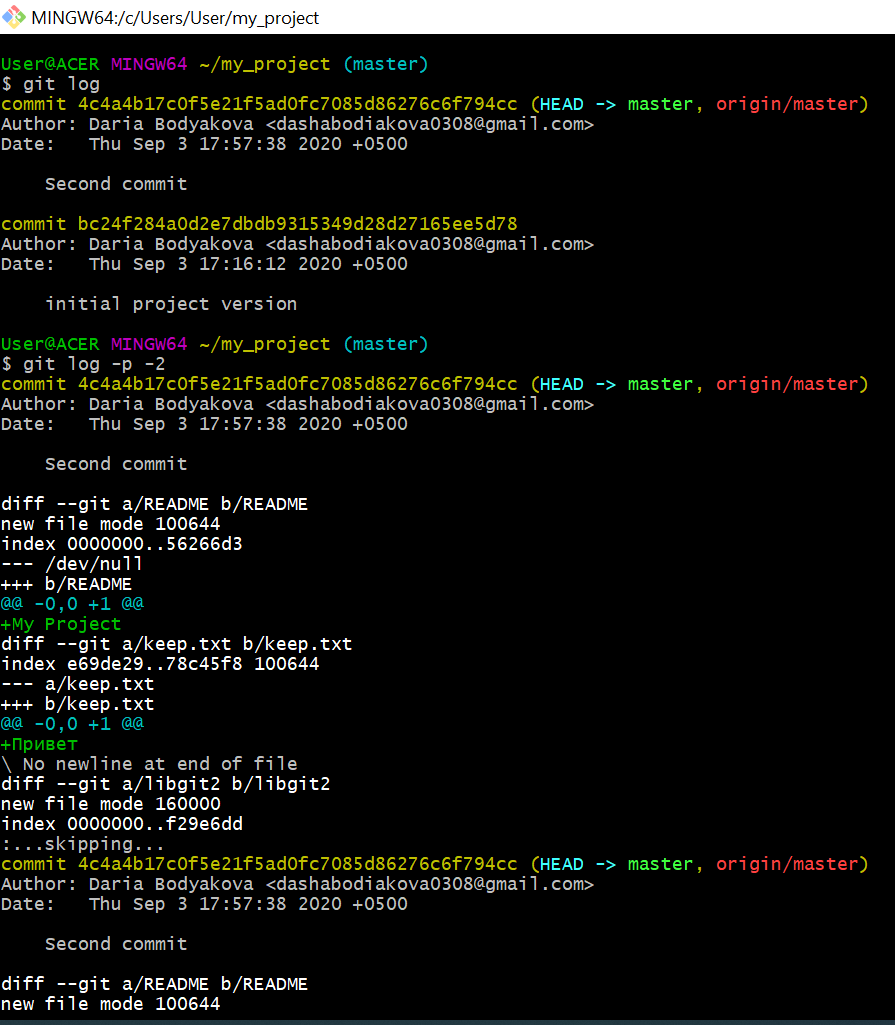 MINGW64:/c/Users/User/my_project
User@ACER MINGW64 ~/my_project (master)
$ git log
commit 4c4a4b17c0f5e21f5ad0fc7085d86276c6f794cc (HEAD -> master, origin/master)
Author: Daria Bodyakova <dashabodiakova0308@gmail.com>
Date:   Thu Sep 3 17:57:38 2020 +0500
    Second commit
commit bc24f284a0d2e7dbdb9315349d28d27165ee5d78
Author: Daria Bodyakova <dashabodiakova0308@gmail.com>
Date:   Thu Sep 3 17:16:12 2020 +0500
    initial project version
User@ACER MINGW64 ~/my_project (master)
$ git log -p -2
commit 4c4a4b17c0f5e21f5ad0fc7085d86276c6f794cc (HEAD -> master, origin/master)
Author: Daria Bodyakova <dashabodiakova0308@gmail.com>
Date:   Thu Sep 3 17:57:38 2020 +0500
    Second commit
diff --git a/README b/README
new file mode 100644
index 0000000..56266d3
--- /dev/null
+++ b/README
@@ -0,0 +1 @@
+My Project
diff --git a/keep.txt b/keep.txt
index e69de29..78c45f8 100644
--- a/keep.txt
+++ b/keep.txt
@@ -0,0 +1 @@
+Привет
\ No newline at end of file
diff --git a/libgit2 b/libgit2
new file mode 160000
index 0000000..f29e6dd
:...skipping...
commit 4c4a4b17c0f5e21f5ad0fc7085d86276c6f794cc (HEAD -> master, origin/master)
Author: Daria Bodyakova <dashabodiakova0308@gmail.com>
Date:   Thu Sep 3 17:57:38 2020 +0500
    Second commit
diff --git a/README b/README
new file mode 100644